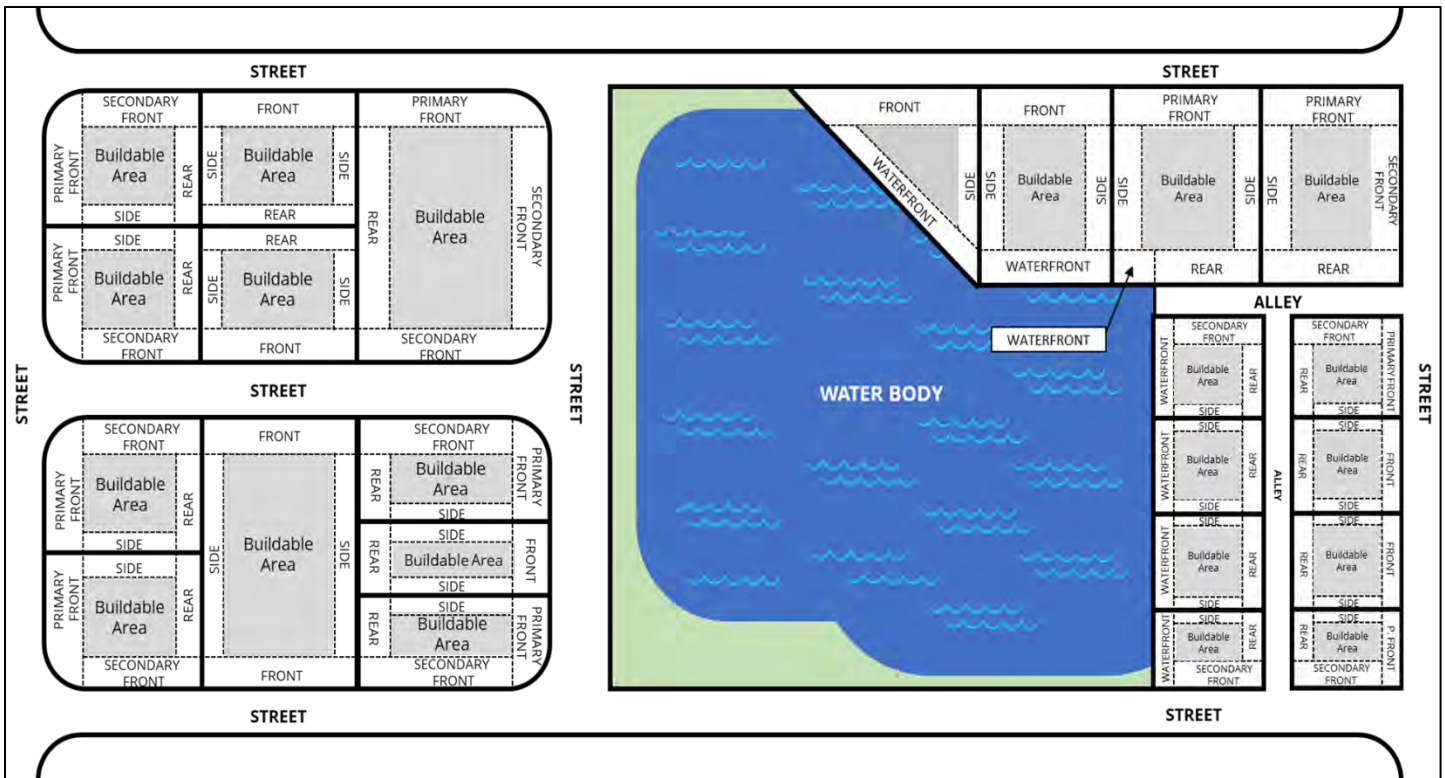 STREET
STREET
SECONDARY
FRONT
FRONT
PRIMARY
FRONT
PRIMARY FRONT
Buildable
Area
REAR
SIDE
SIDE
Buildable
Area
SIDE
REAR
REAR
Buildable
Area
SECONDARY
FRONT
PRIMARY
FRONT
SIDE
Buildable
Area
REAR
SECONDARY
FRONT
REAR
SIDE
Buildable
Area
SIDE
FRONT
SECONDARY
FRONT
STREET
STREET
STREET
SECONDARY
FRONT
PRIMARY
FRONT
Buildable
Area
REAR
SIDE
PRIMARY
FRONT
SIDE
Buildable
Area
REAR
SECONDARY
FRONT
FRONT
SIDE
Buildable
Area
SIDE
FRONT
SECONDARY
FRONT
REAR
Buildable
Area
PRIMARY
FRONT
SIDE
REAR
SIDE
Buildable Area
SIDE
FRONT
REAR
SIDE
Buildable
Area
PRIMARY
FRONT
SECONDARY
FRONT
STREET
FRONT
WATERFRONT
SIDE
FRONT
SIDE
Buildable
Area
SIDE
WATERFRONT
PRIMARY
FRONT
SIDE
Buildable
Area
SIDE
REAR
WATERFRONT
PRIMARY
FRONT
SIDE
Buildable
Area
SECONDARY
FRONT
REAR
WATER BODY
ALLEY
SECONDARY
FRONT
WATERFRONT
Buildable
Area
REAR
SIDE
SIDE
WATERFRONT
Buildable
Area
REAR
SIDE
SIDE
WATERFRONT
Buildable
Area
REAR
SIDE
SIDE
WATERFRONT
Buildable
Area
REAR
SECONDARY
FRONT
ALLEY
SECONDARY
FRONT
REAR
Buildable
Area
PRIMARY FRONT
SIDE
SIDE
REAR
Buildable
Area
FRONT
SIDE
SIDE
REAR
Buildable
Area
FRONT
SIDE
SIDE
REAR
Buildable
Area
P. FRONT
SECONDARY
FRONT
STREET
STREET